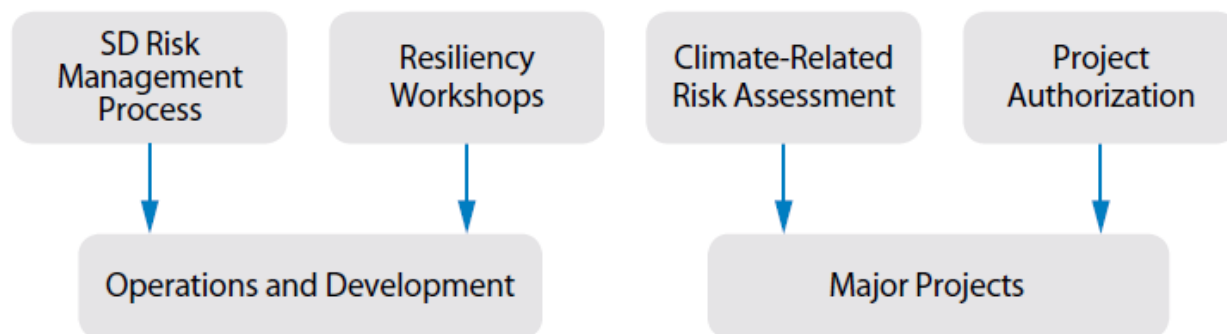 SD Risk
Management
Process
Resiliency
Workshops
Climate-Related
Risk Assessment
Project
Authorization
Operations and Development
Major Projects